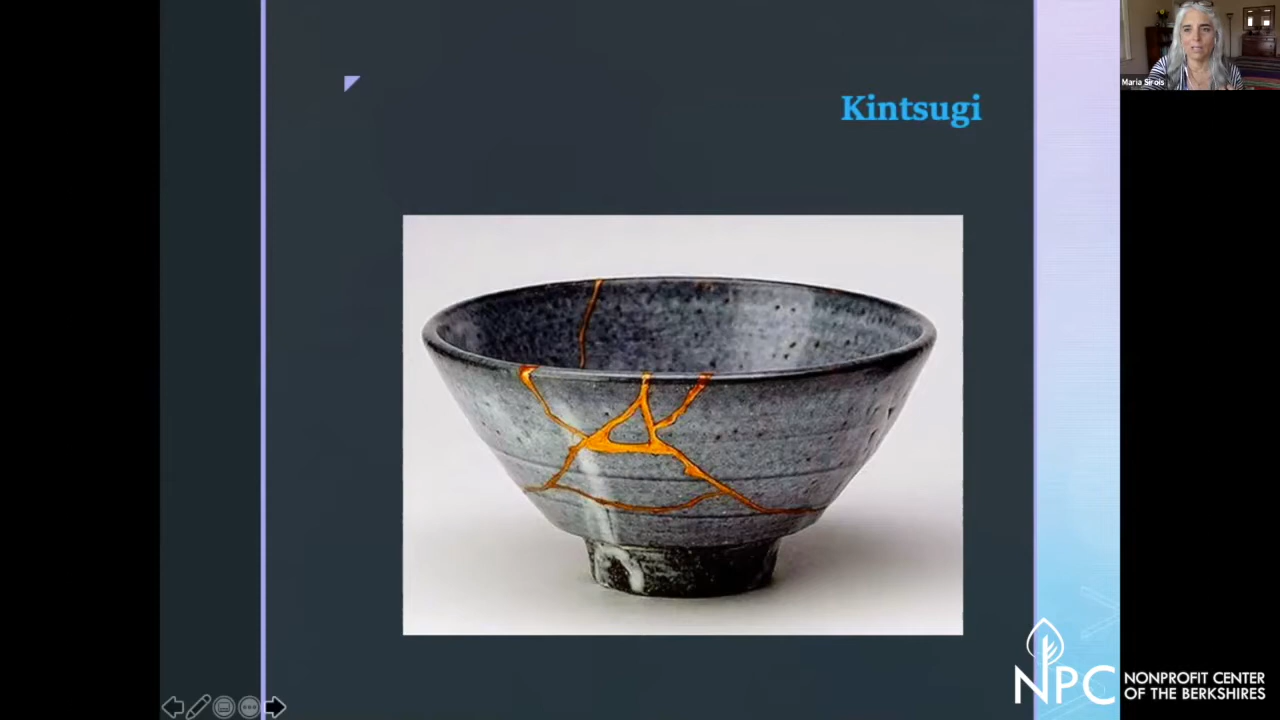 Maria Sirois
Kintsugi
NPC NONPROFIT CENTER
OF THE BERKSHIRES